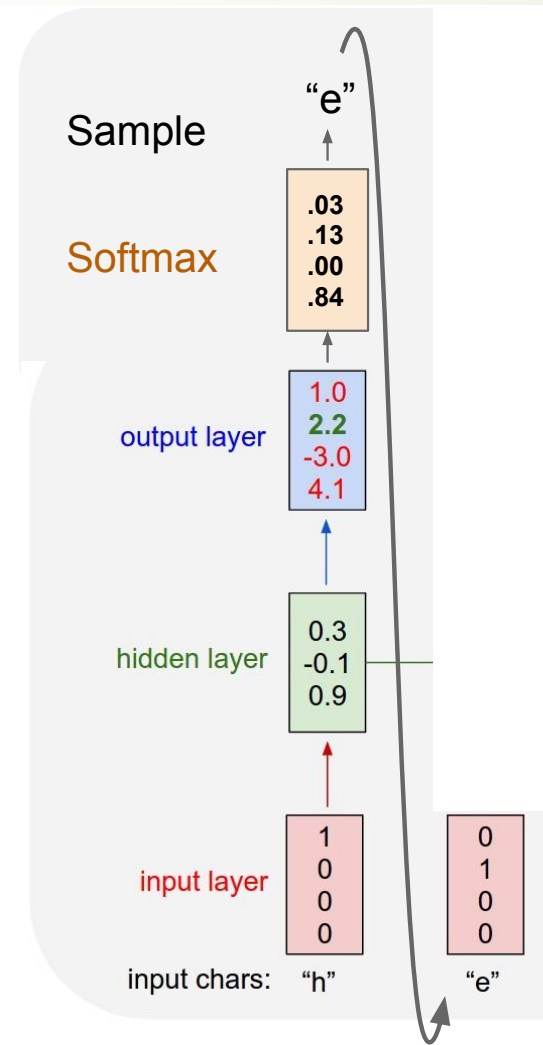 “e”
Sample
.03
.13
.00
.84
Softmax
1.0
2.2
-3.0
4.1
output layer
0.3
-0.1
0.9
hidden layer
1
0
0
0
input layer
0
1
0
0
input chars: “h” “e”